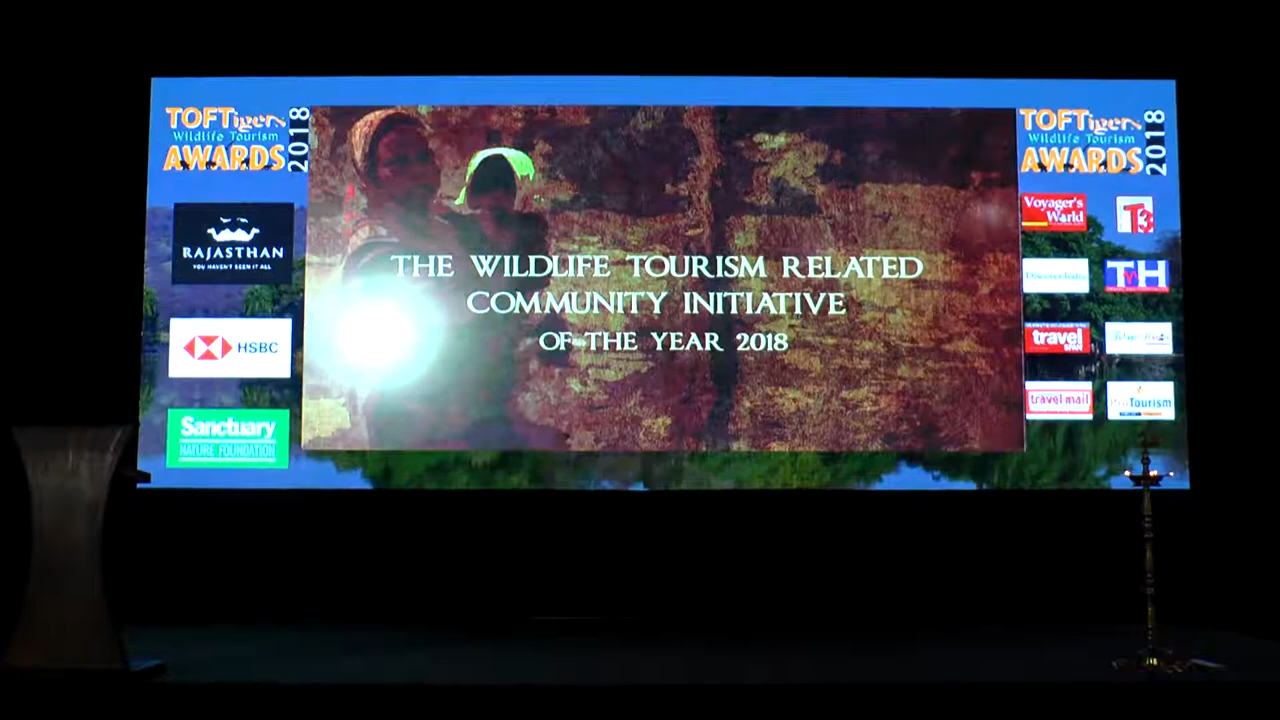 TOFTigers
Wildlife Tourism
AWARDS
2018
RAJASTHAN
YOU HAVEN'T SEEN IT ALL
HSBC
Sanctuary
NATURE FOUNDATION
THE WILDLIFE TOURISM RELATED
COMMUNITY INITIATIVE
OF THE YEAR 2018
TOFTigers
Wildlife Tourism
AWARDS
2018
Voyager's
World
T3
TwH
travel
travel mail
Tourism